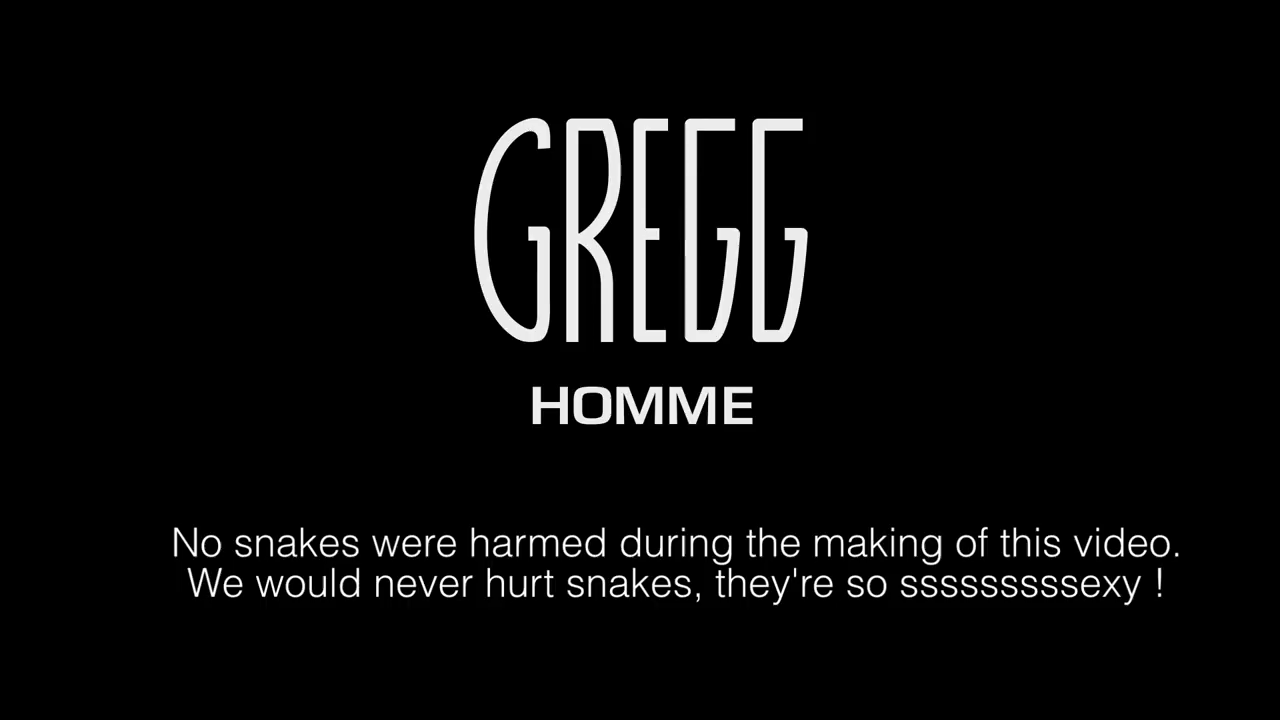 GREGG
HOMME
No snakes were harmed during the making of this video.
We would never hurt snakes, they're so sssssssssexy !